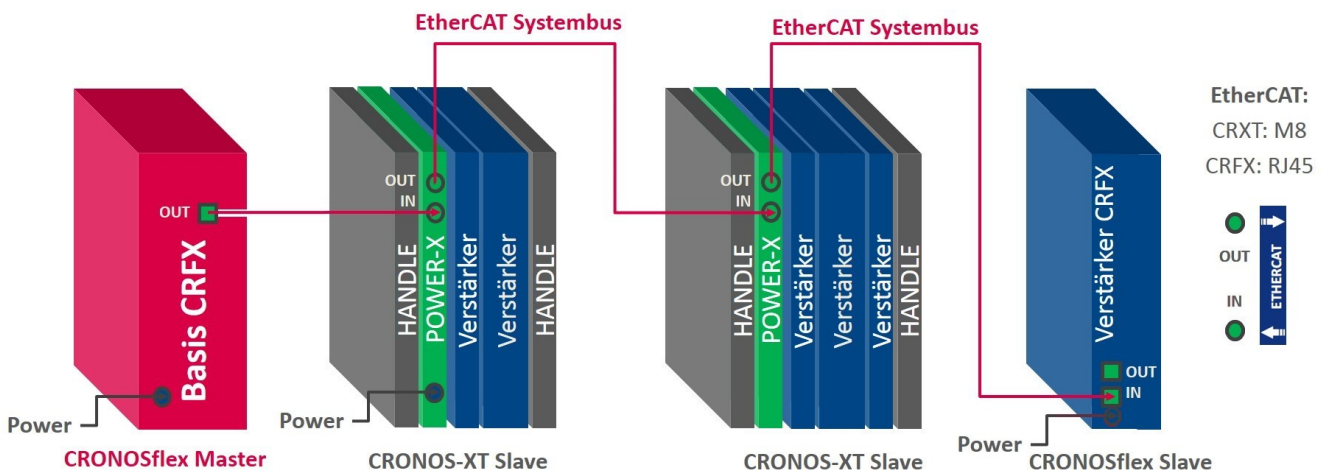 EtherCAT Systembus
EtherCAT Systembus
OUT
Basis CRFX
Power
CRONOSflex Master
OUT
IN
HANDLE
POWER-X
Verstärker
Verstärker
HANDLE
Power
CRONOS-XT Slave
OUT
IN
HANDLE
POWER-X
Verstärker
Verstärker
Verstärker
HANDLE
CRONOS-XT Slave
Verstärker CRFX
OUT
IN
Power
CRONOSflex Slave
EtherCAT:
CRXT: M8
CRFX: RJ45
OUT
IN
ETHERCAT